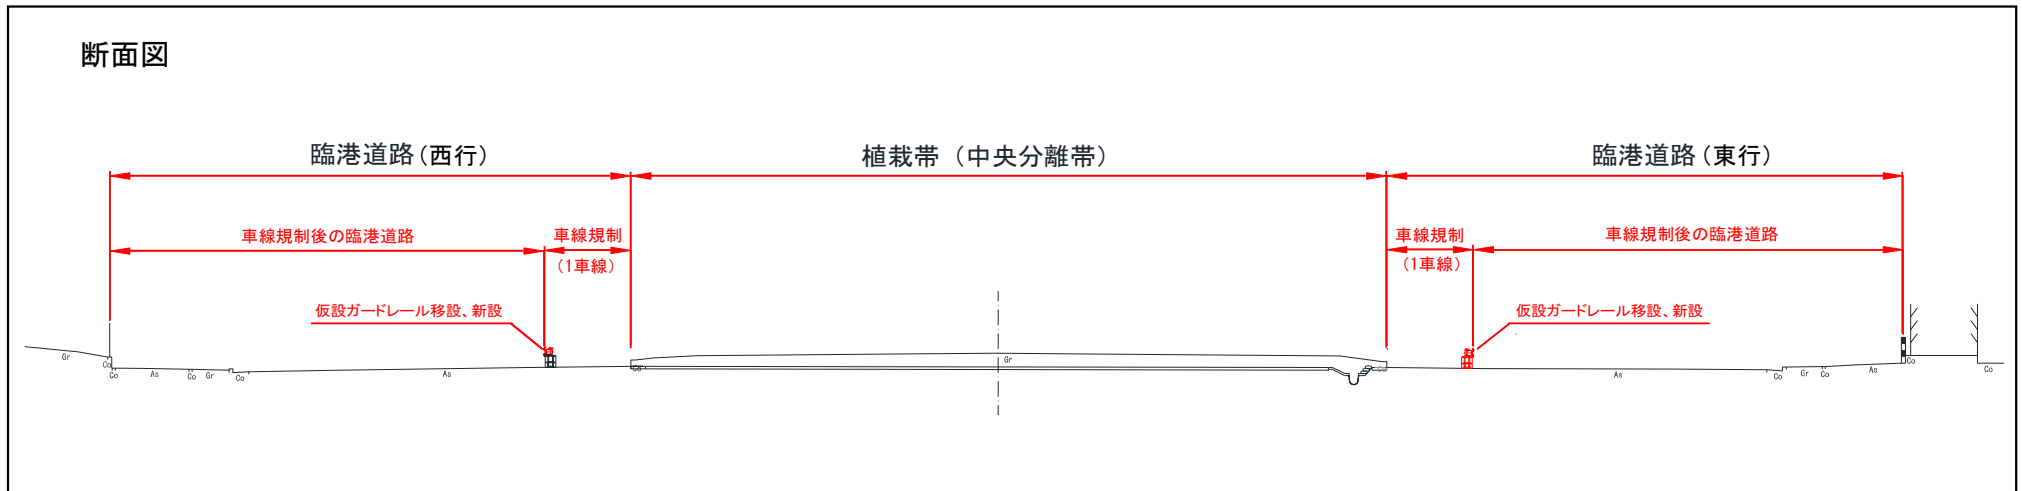 断面図
臨港道路(西行)
植栽帯(中央分離帯)
臨港道路(東行)
車線規制後の臨港道路
車線規制
(1車線)
車線規制
(1車線)
車線規制後の臨港道路
仮設ガードレール移設、新設
仮設ガードレール移設、新設
Gr
Co
Co
As
Co
Gr
Co
As
Co
Gr
Co
As
Co
Gr
Co
As
Co
Co